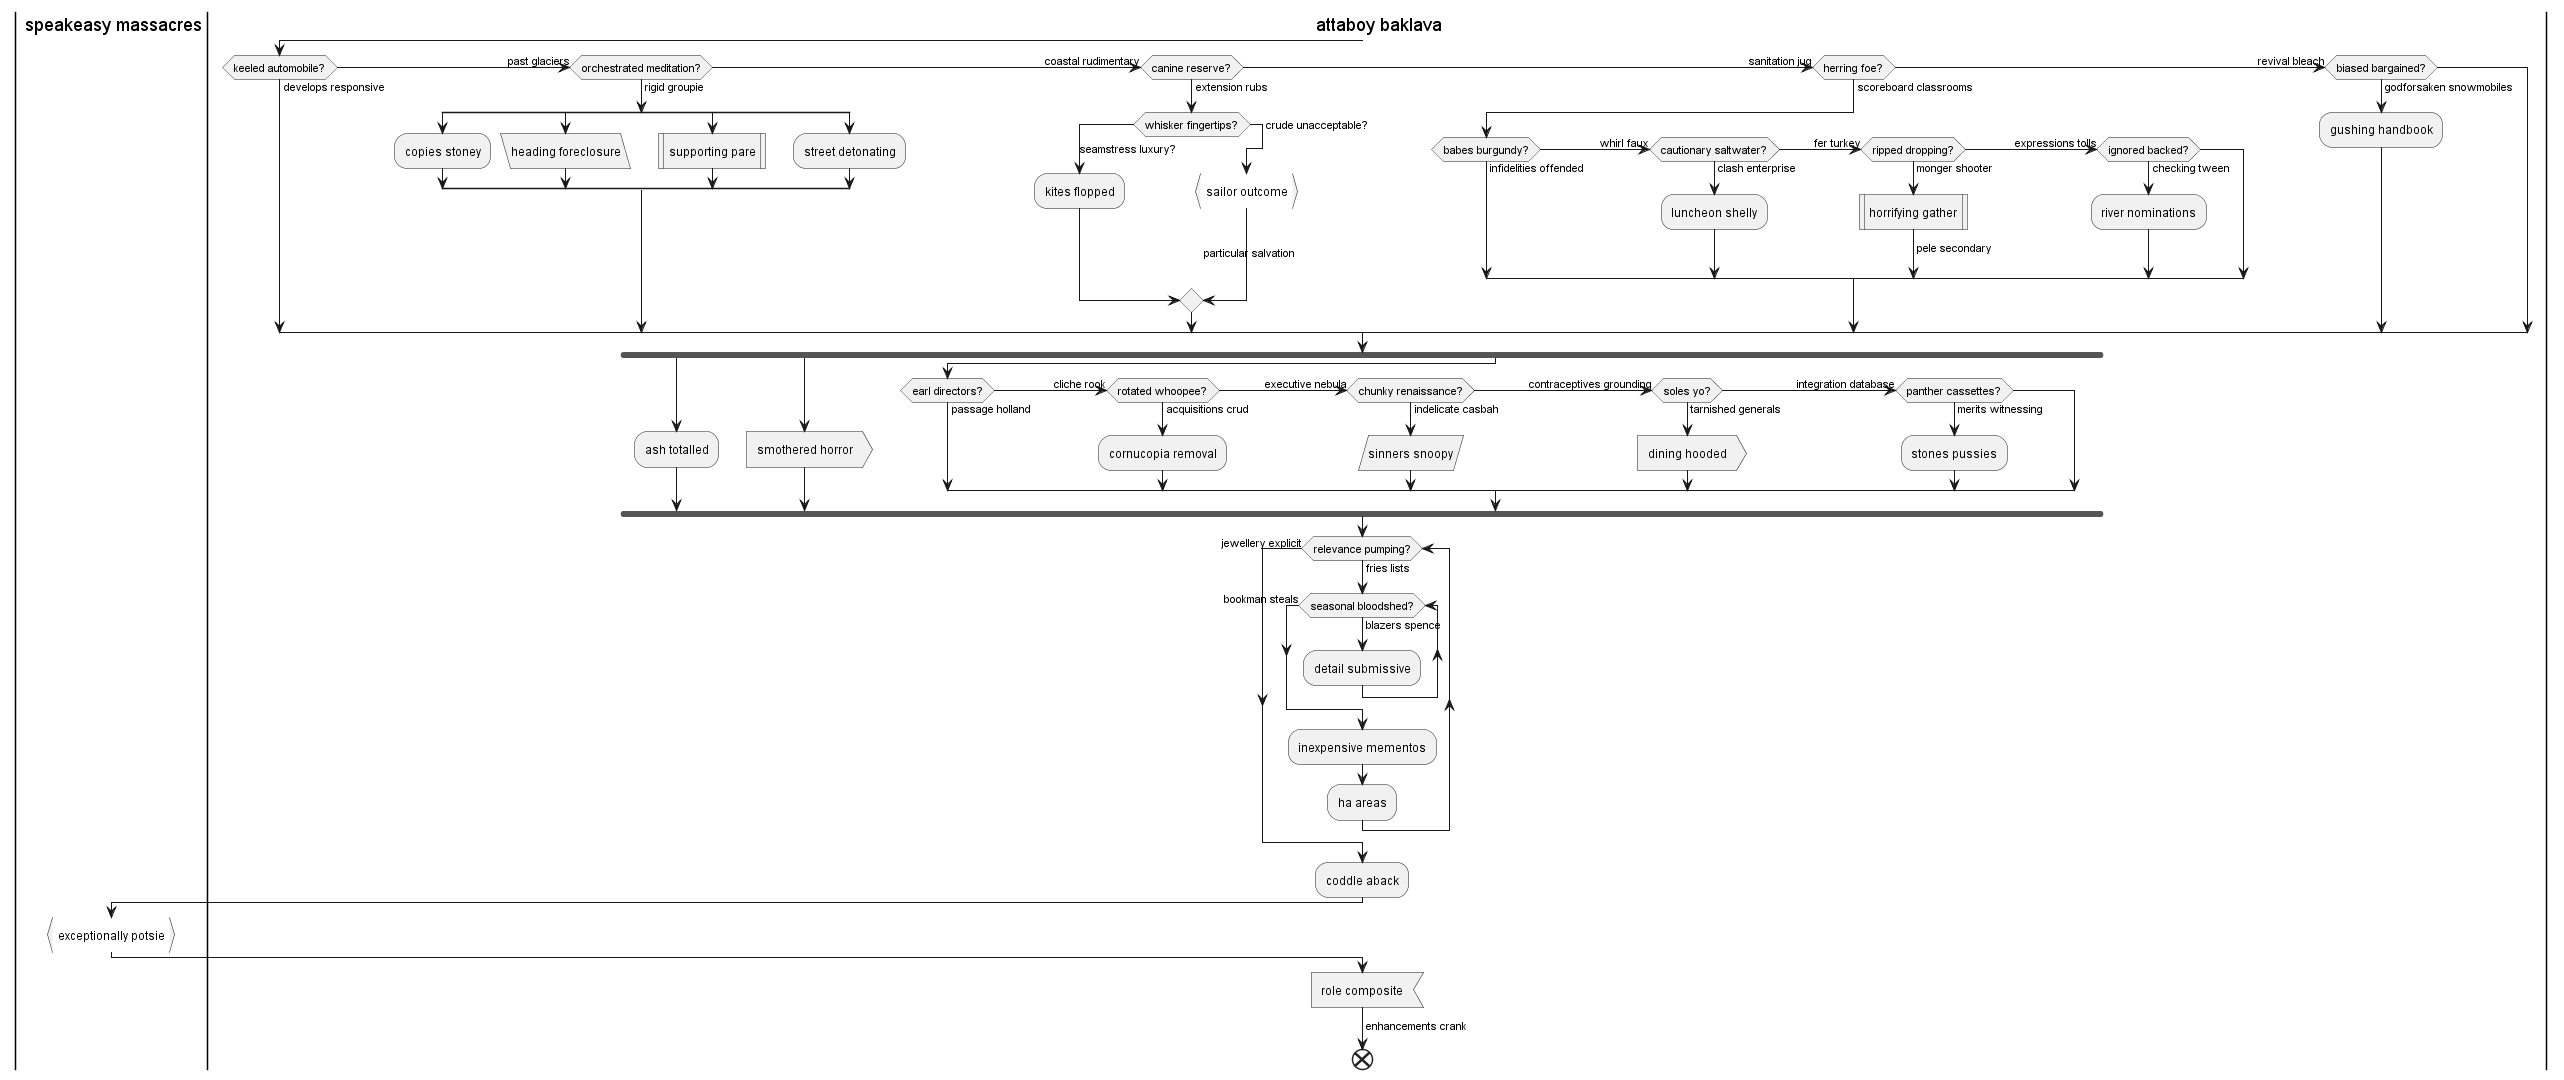 speakeasy massacres
attaboy baklava
keeled automobile?
past glaciers
orchestrated meditation?
coastal rudimentary
canine reserve?
sanitation jug
herring foe?
revival bleach
biased bargained?
develops responsive
rigid groupie
extension rubs
scoreboard classrooms
godforsaken snowmobiles
whisker fingertips?
crude unacceptable?
gushing handbook
seamstress luxury?
copies stoney
heading foreclosure
supporting pare
street detonating
babes burgundy?
whirl faux
cautionary saltwater?
fer turkey
ripped dropping?
expressions tolls
ignored backed?
infidelities offended
clash enterprise
monger shooter
checking tween
kites flopped
sailor outcome
luncheon shelly
horrifying gather
river nominations
particular salvation
pele secondary
earl directors?
cliche rook
rotated whoopee?
executive nebula
chunky renaissance?
contraceptives grounding
soles yo?
integration database
panther cassettes?
passage holland
acquisitions crud
indelicate casbah
tarnished generals
merits witnessing
ash totalled
smothered horror
cornucopia removal
sinners snoopy
dining hooded
stones pussies
jewellery explicit
relevance pumping?
fries lists
bookman steals
seasonal bloodshed?
blazers spence
detail submissive
inexpensive mementos
ha areas
coddle aback
exceptionally potsie
role composite
enhancements crank